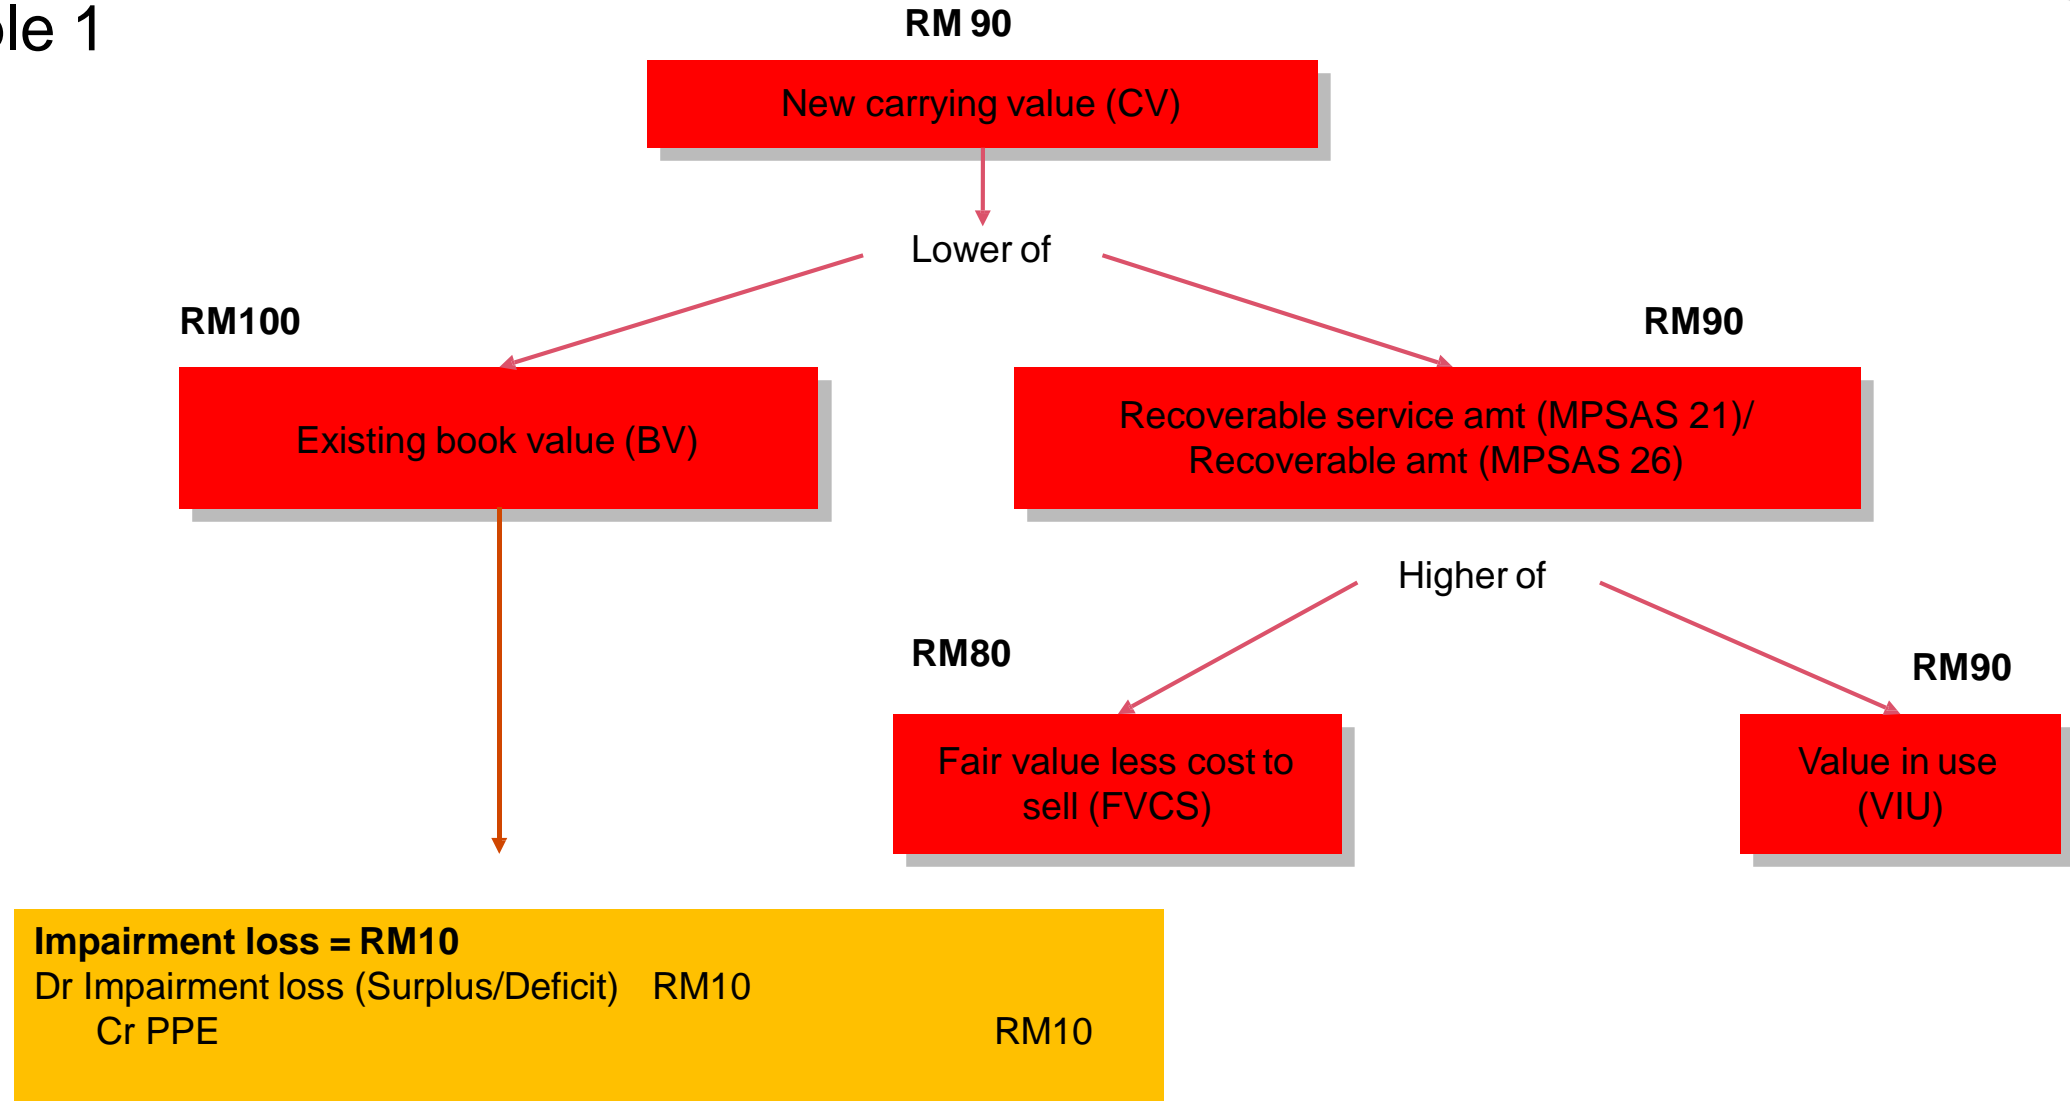 le 1
RM 90
New carrying value (CV)
Lower of
RM100
RM90
Existing book value (BV)
Recoverable service amt (MPSAS 21)/
Recoverable amt (MPSAS 26)
Higher of
RM80
RM90
Fair value less cost to
sell (FVCS)
Value in use
(VIU)
Impairment loss = RM10
Dr Impairment loss (Surplus/Deficit) RM10
Cr PPE RM10